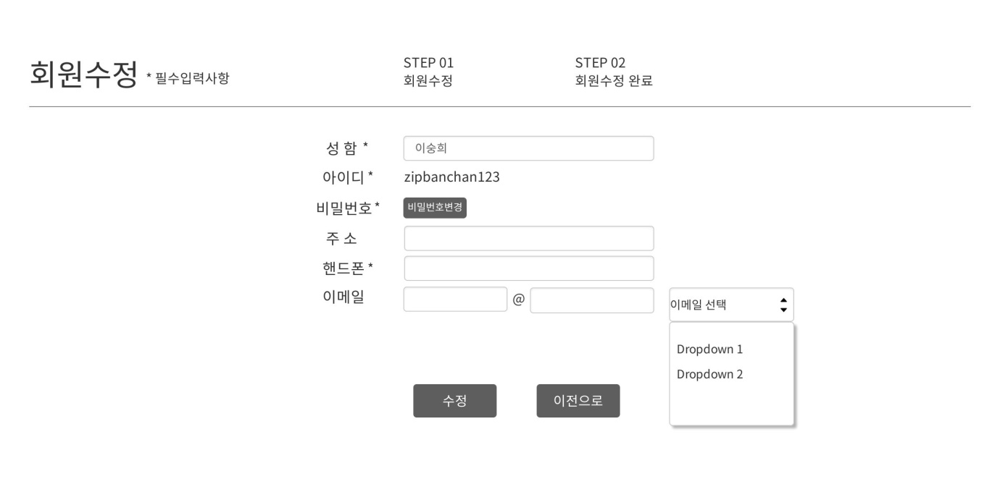 회원수정 * 필수입력사항
STEP 01
회원수정
STEP 02
회원수정 완료
성 함 *
이숭희
아이디 *
zipbanchan123
비밀번호 *
비밀번호변경
주 소
핸드폰 *
이메일
@
이메일 선택
Dropdown 1
Dropdown 2
수정
이전으로